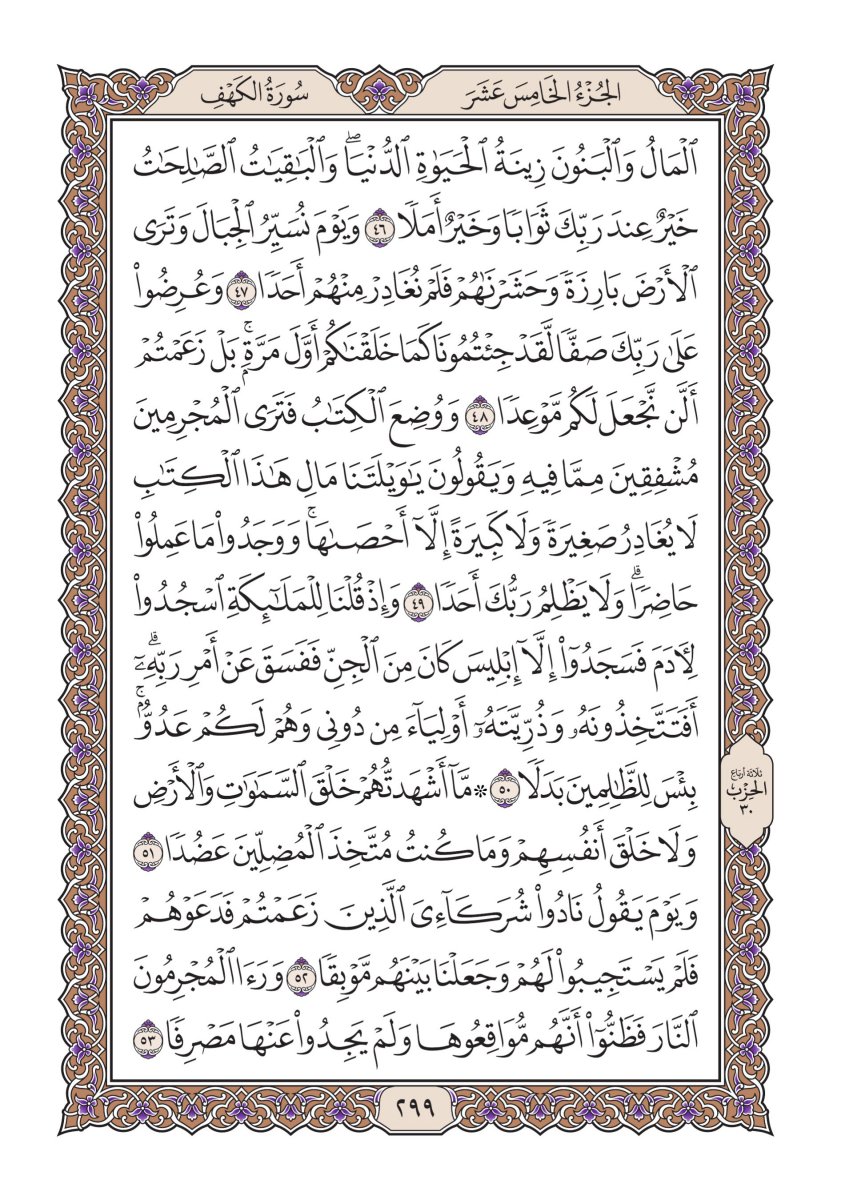 الجُزْءُ الخَامِسَ عَشَرَ
سُورَةُ الكَهْفِ
ٱلْمَالُ وَٱلْبَنُونَ زِينَةُ ٱلْحَيَوٰةِ ٱلدُّنْيَاۖ وَٱلْبَٰقِيَٰتُ ٱلصَّٰلِحَٰتُ
خَيْرٌ عِندَ رَبِّكَ ثَوَابٗا وَخَيْرٌ أَمَلٗا ٤٦ وَيَوْمَ نُسَيِّرُ ٱلْجِبَالَ وَتَرَى
ٱلْأَرْضَ بَارِزَةٗ وَحَشَرْنَٰهُمْ فَلَمْ نُغَادِرْ مِنْهُمْ أَحَدٗا ٤٧ وَعُرِضُواْ
عَلَىٰ رَبِّكَ صَفّٗا لَّقَدْ جِئْتُمُونَا كَمَا خَلَقْنَٰكُمْ أَوَّلَ مَرَّةِۭۚ بَلْ زَعَمْتُمْ
أَلَّن نَّجْعَلَ لَكُم مَّوْعِدٗا ٤٨ وَوُضِعَ ٱلْكِتَٰبُ فَتَرَى ٱلْمُجْرِمِينَ
مُشْفِقِينَ مِمَّا فِيهِ وَيَقُولُونَ يَٰوَيْلَتَنَا مَالِ هَٰذَا ٱلْكِتَٰبِ
لَا يُغَادِرُ صَغِيرَةٗ وَلَا كَبِيرَةً إِلَّآ أَحْصَىٰهَاۚ وَوَجَدُواْ مَا عَمِلُواْ
حَاضِرٗاۗ وَلَا يَظْلِمُ رَبُّكَ أَحَدٗا ٤٩ وَإِذْ قُلْنَا لِلْمَلَٰٓئِكَةِ ٱسْجُدُواْ
لِأٓدَمَ فَسَجَدُوٓاْ إِلَّآ إِبْلِيسَ كَانَ مِنَ ٱلْجِنِّ فَفَسَقَ عَنْ أَمْرِ رَبِّهِۦٓۗ
أَفَتَتَّخِذُونَهُۥ وَذُرِّيَّتَهُۥٓ أَوْلِيَآءَ مِن دُونِي وَهُمْ لَكُمْ عَدُوُّۢۚ
بِئْسَ لِلظَّٰلِمِينَ بَدَلٗا ٥٠ ۞ مَّآ أَشْهَدتُّهُمْ خَلْقَ ٱلسَّمَٰوَٰتِ وَٱلْأَرْضِ
وَلَا خَلْقَ أَنفُسِهِمْ وَمَا كُنتُ مُتَّخِذَ ٱلْمُضِلِّينَ عَضُدٗا ٥١
وَيَوْمَ يَقُولُ نَادُواْ شُرَكَآءِيَ ٱلَّذِينَ زَعَمْتُمْ فَدَعَوْهُمْ
فَلَمْ يَسْتَجِيبُواْ لَهُمْ وَجَعَلْنَا بَيْنَهُم مَّوْبِقٗا ٥٢ وَرَءَا ٱلْمُجْرِمُونَ
ٱلنَّارَ فَظَنُّوٓاْ أَنَّهُم مُّوَاقِعُوهَا وَلَمْ يَجِدُواْ عَنْهَا مَصْرِفٗا ٥٣
ثلاثة أرباع
الحزب
٣٠
٢٩٩